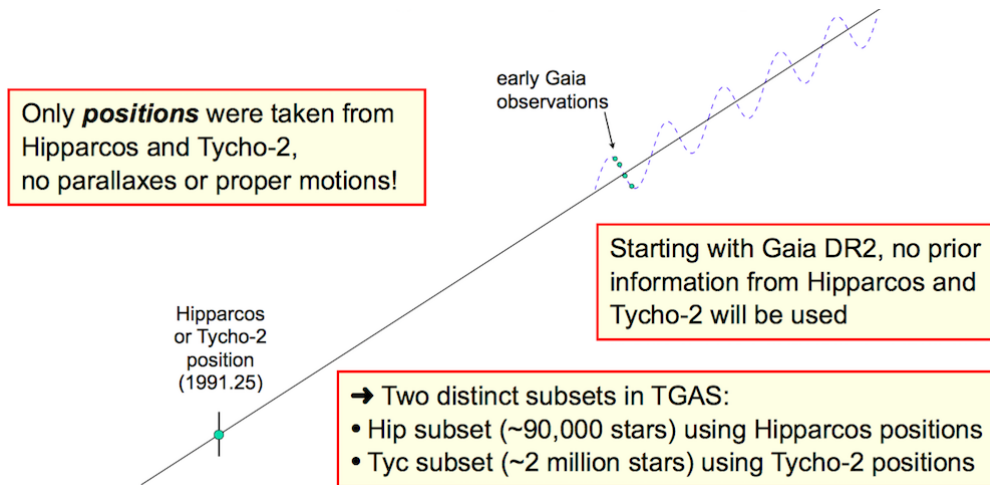 early Gaia
observations
Only positions were taken from
Hipparcos and Tycho-2,
no parallaxes or proper motions!
Starting with Gaia DR2, no prior
information from Hipparcos and
Tycho-2 will be used
Hipparcos
or Tycho-2
position
(1991.25)
➔ Two distinct subsets in TGAS:
• Hip subset (~90,000 stars) using Hipparcos positions
• Tyc subset (~2 million stars) using Tycho-2 positions